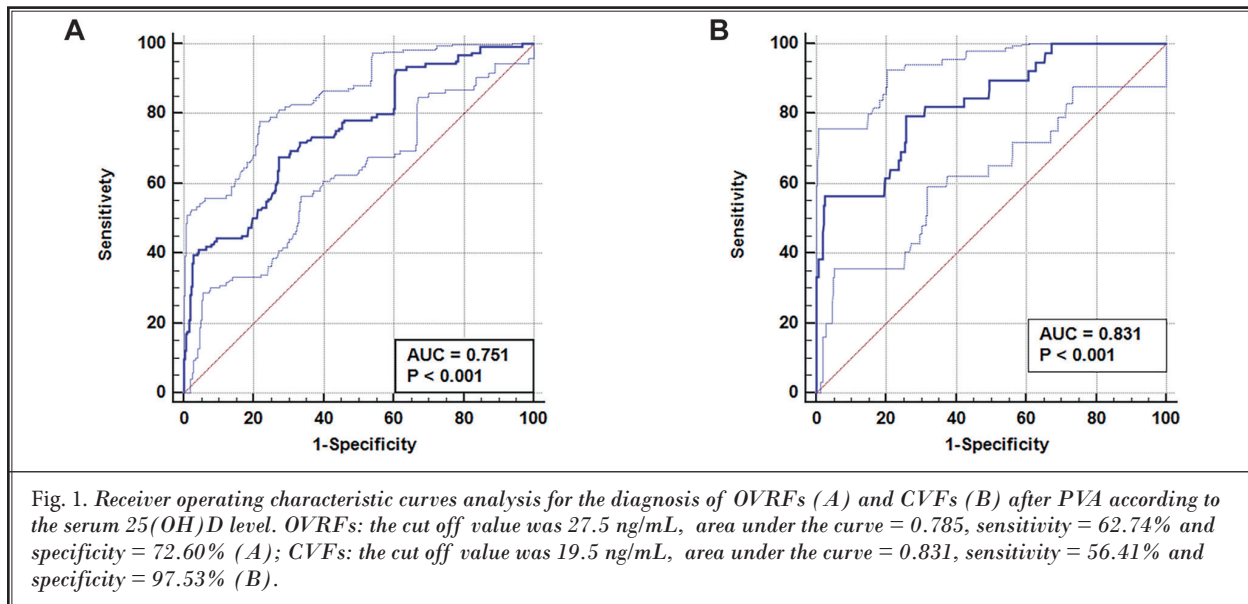 A
100
80
60
40
20
0
Sensitivety
0 20 40 60 80 100
1-Specificity
AUC = 0.751
P < 0.001
B
100
80
60
40
20
0
Sensitivity
0 20 40 60 80 100
1-Specificity
AUC = 0.831
P < 0.001
Fig. 1. Receiver operating characteristic curves analysis for the diagnosis of OVRFs (A) and CVFs (B) after PVA according to
the serum 25(OH)D level. OVRFs: the cut off value was 27.5 ng/mL, area under the curve = 0.785, sensitivity = 62.74% and
specificity = 72.60% (A); CVFs: the cut off value was 19.5 ng/mL, area under the curve = 0.831, sensitivity = 56.41% and
specificity = 97.53% (B).